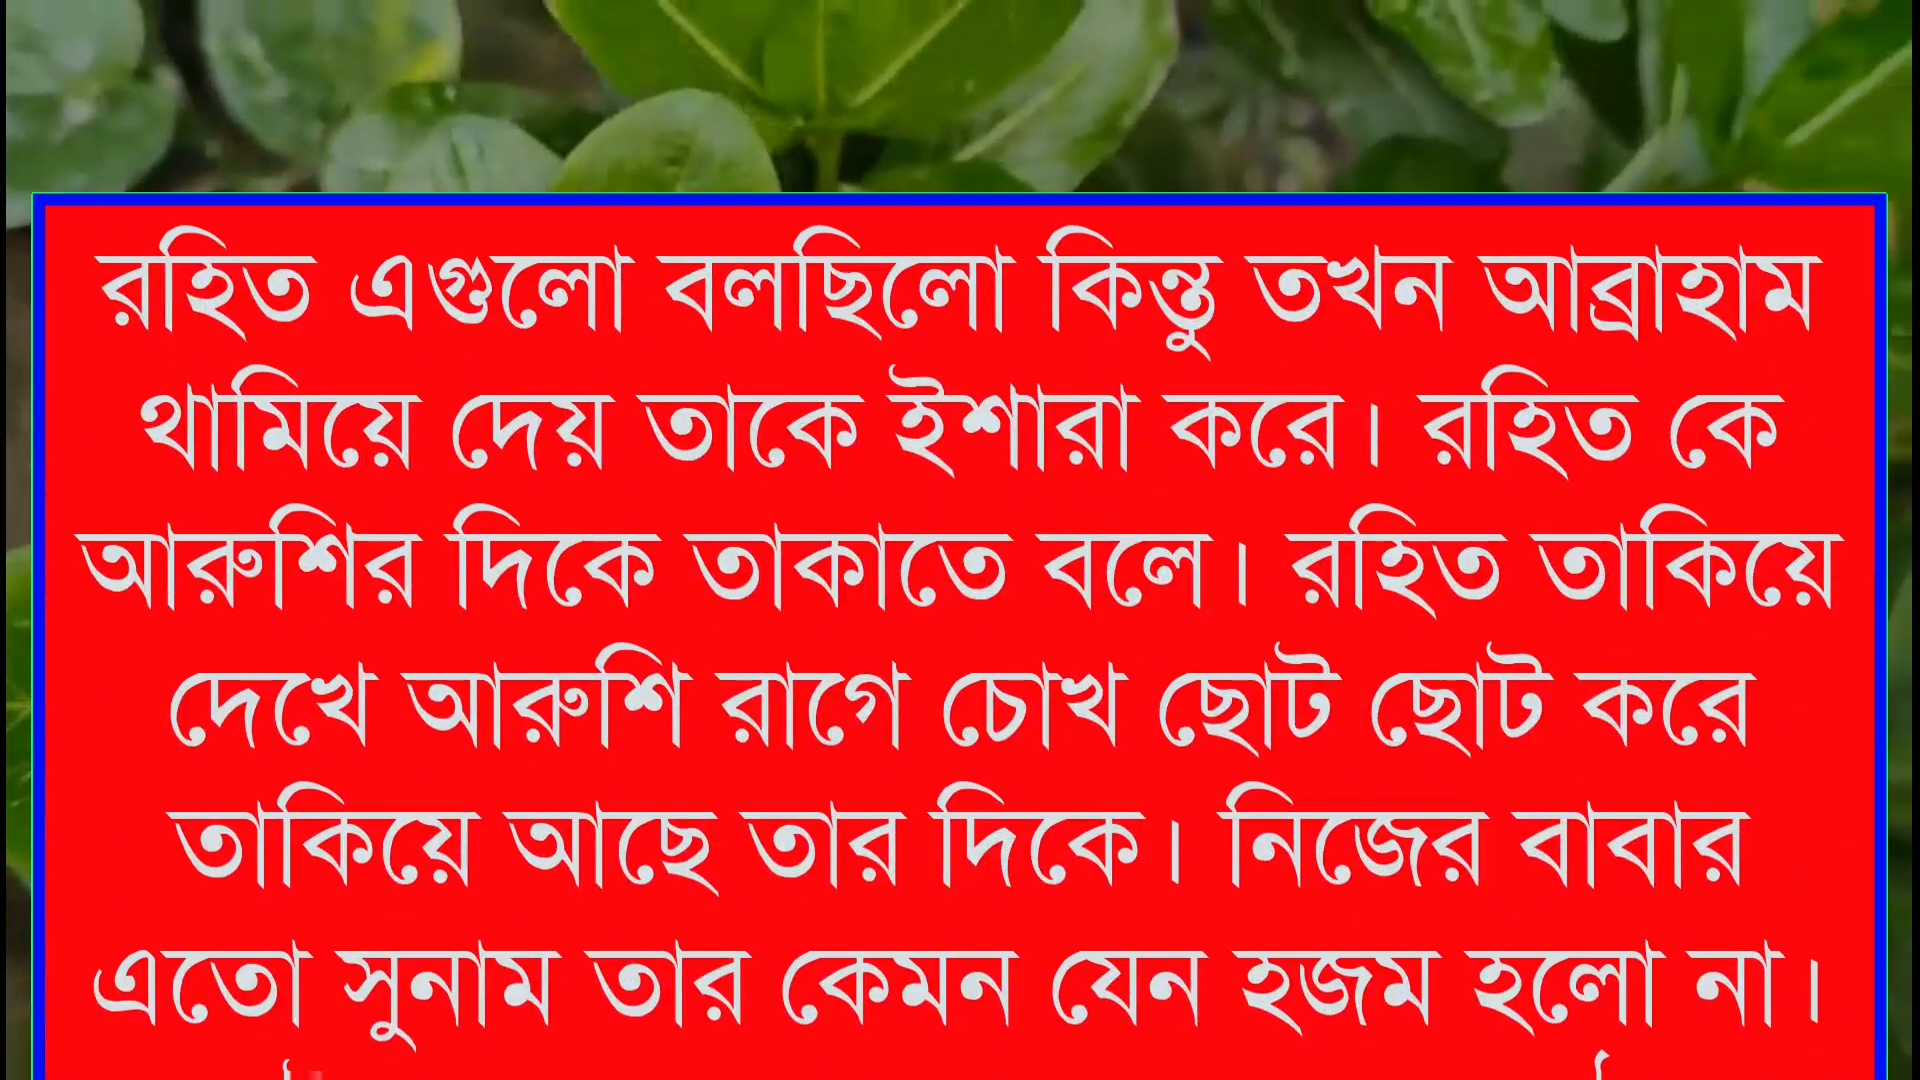 রহিত এগুলো বলছিলো কিন্তু তখন আব্রাহাম
থামিয়ে দেয় তাকে ইশারা করে। রহিত কে
আরুশির দিকে তাকাতে বলে। রহিত তাকিয়ে
দেখে আরুশি রাগে চোখ ছোট ছোট করে
তাকিয়ে আছে তার দিকে। নিজের বাবার
এতো সুনাম তার কেমন যেন হজম হলো না।